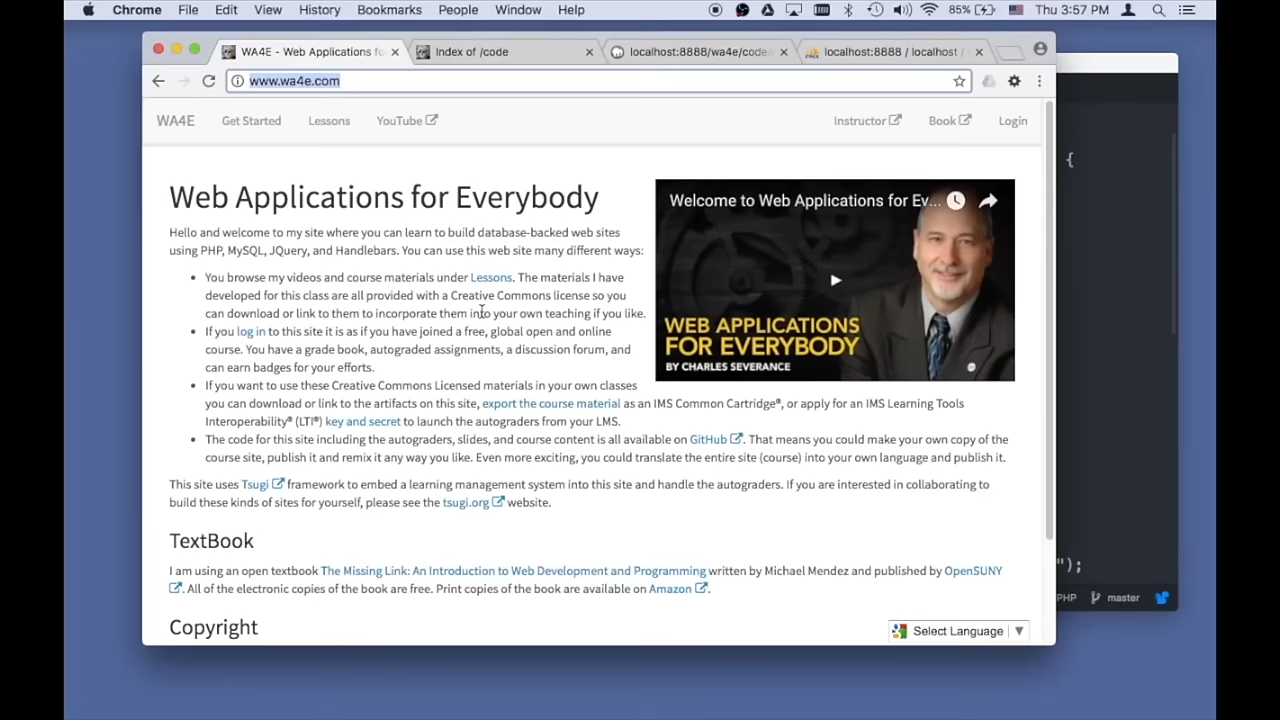 Chrome File Edit View History Bookmarks People Window Help 85% Thu 3:57 PM
WA4E - Web Applications fo
Index of /code
localhost:8888/wa4e/code
localhost:8888 / localhost /
www.wa4e.com
WA4E Get Started Lessons YouTube Instructor Book Login
Web Applications for Everybody
Hello and welcome to my site where you can learn to build database-backed web sites
using PHP, MySQL, JQuery, and Handlebars. You can use this web site many different ways:
• You browse my videos and course materials under Lessons. The materials I have
developed for this class are all provided with a Creative Commons license so you
can download or link to them to incorporate them into your own teaching if you like.
• If you log in to this site it is as if you have joined a free, global open and online
course. You have a grade book, autograded assignments, a discussion forum, and
can earn badges for your efforts.
• If you want to use these Creative Commons Licensed materials in your own classes
you can download or link to the artifacts on this site, export the course material as an IMS Common Cartridge®, or apply for an IMS Learning Tools
Interoperability® (LTI®) key and secret to launch the autograders from your LMS.
• The code for this site including the autograders, slides, and course content is all available on GitHub. That means you could make your own copy of the
course site, publish it and remix it any way you like. Even more exciting, you could translate the entire site (course) into your own language and publish it.
This site uses Tsugi framework to embed a learning management system into this site and handle the autograders. If you are interested in collaborating to
build these kinds of sites for yourself, please see the tsugi.org website.
Welcome to Web Applications for Ev...
WEB APPLICATIONS
FOR EVERYBODY
BY CHARLES SEVERANCE
TextBook
I am using an open textbook The Missing Link: An Introduction to Web Development and Programming written by Michael Mendez and published by OpenSUNY
. All of the electronic copies of the book are free. Print copies of the book are available on Amazon.
Copyright
Select Language ▼
{
");
PHP master